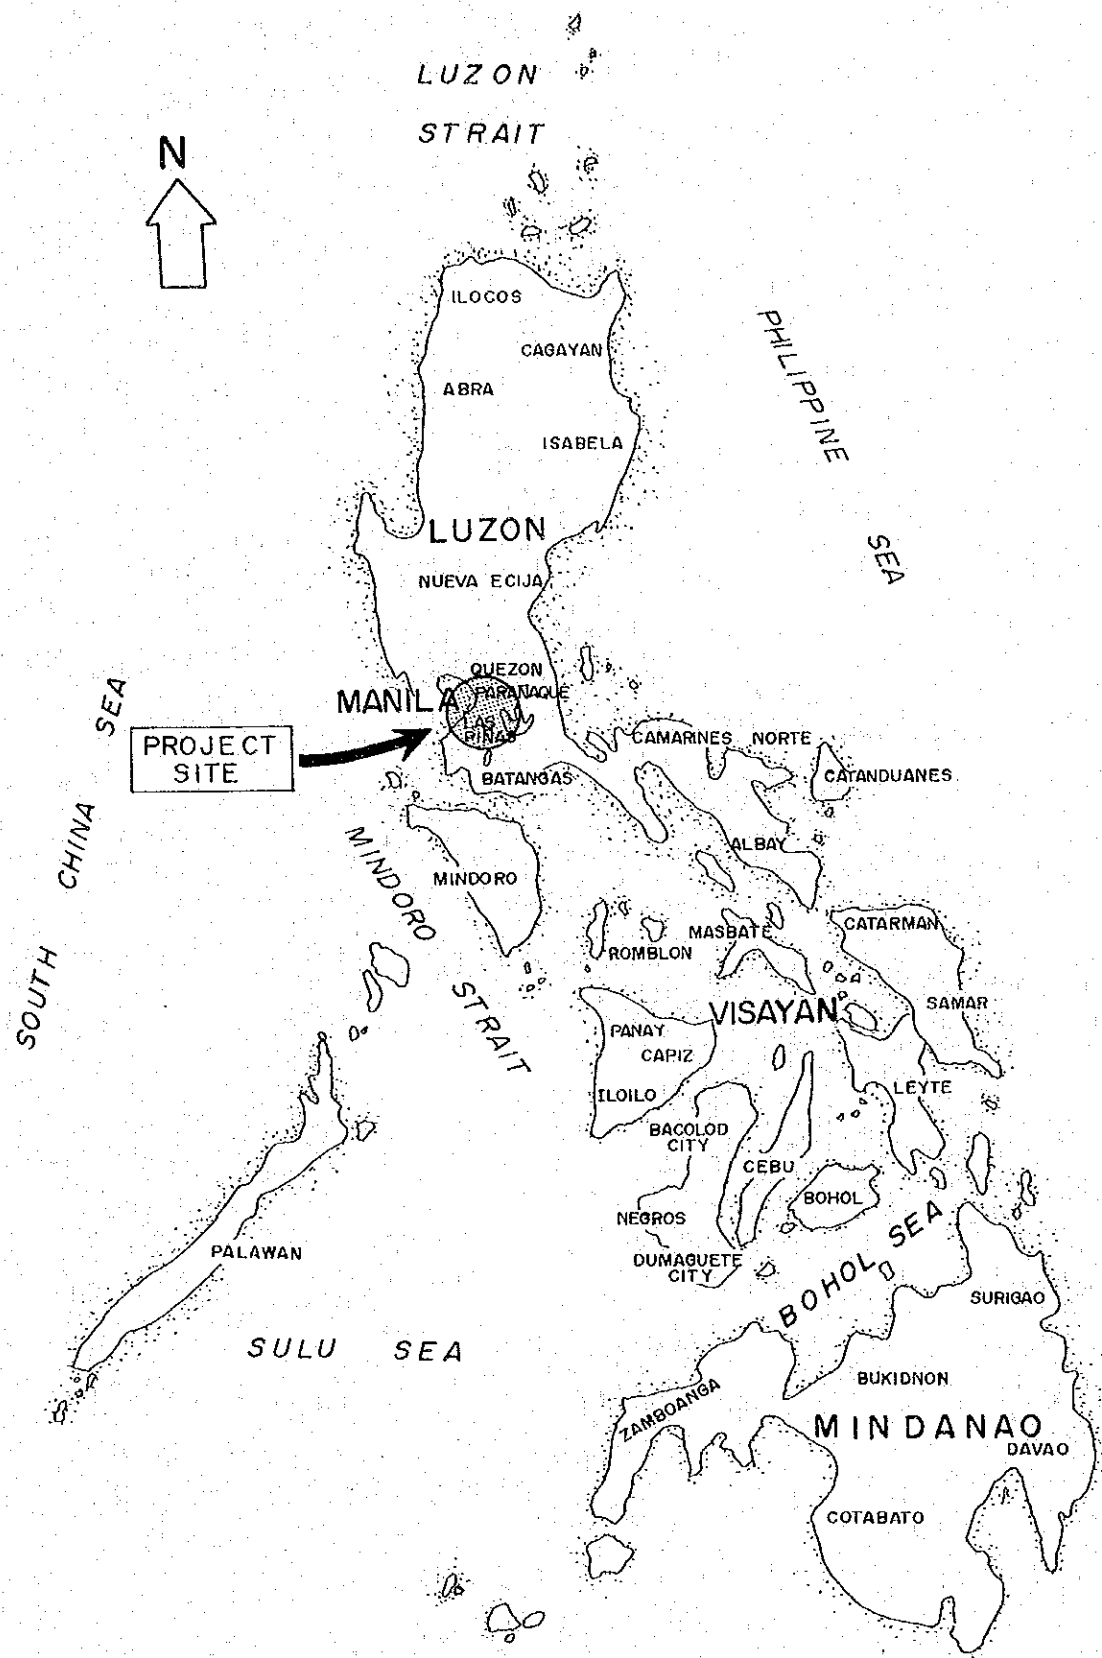 LUZON
STRAIT
N
ILOCOS
CAGAYAN
ABRA
ISABELA
PHILIPPINE
SEA
LUZON
NUEVA ECIJA
QUEZON
MANILA
PARAÑAQUE
LAS
PIÑAS
PROJECT
SITE
BATANGAS
CAMARINES NORTE
CATANDUANES
ALBAY
SOUTH CHINA SEA
MINDORO
STRAIT
MINDORO
ROMBLON
MASBATE
CATARMAN
SAMAR
VISAYAN
PANAY
CAPIZ
ILOILO
LEYTE
BACOLOD
CITY
CEBU
BOHOL
NEGROS
DUMAGUETE
CITY
BOHOL SEA
PALAWAN
SULU SEA
SURIGAO
BUKIDNON
ZAMBOANGA
MINDANAO
DAVAO
COTABATO